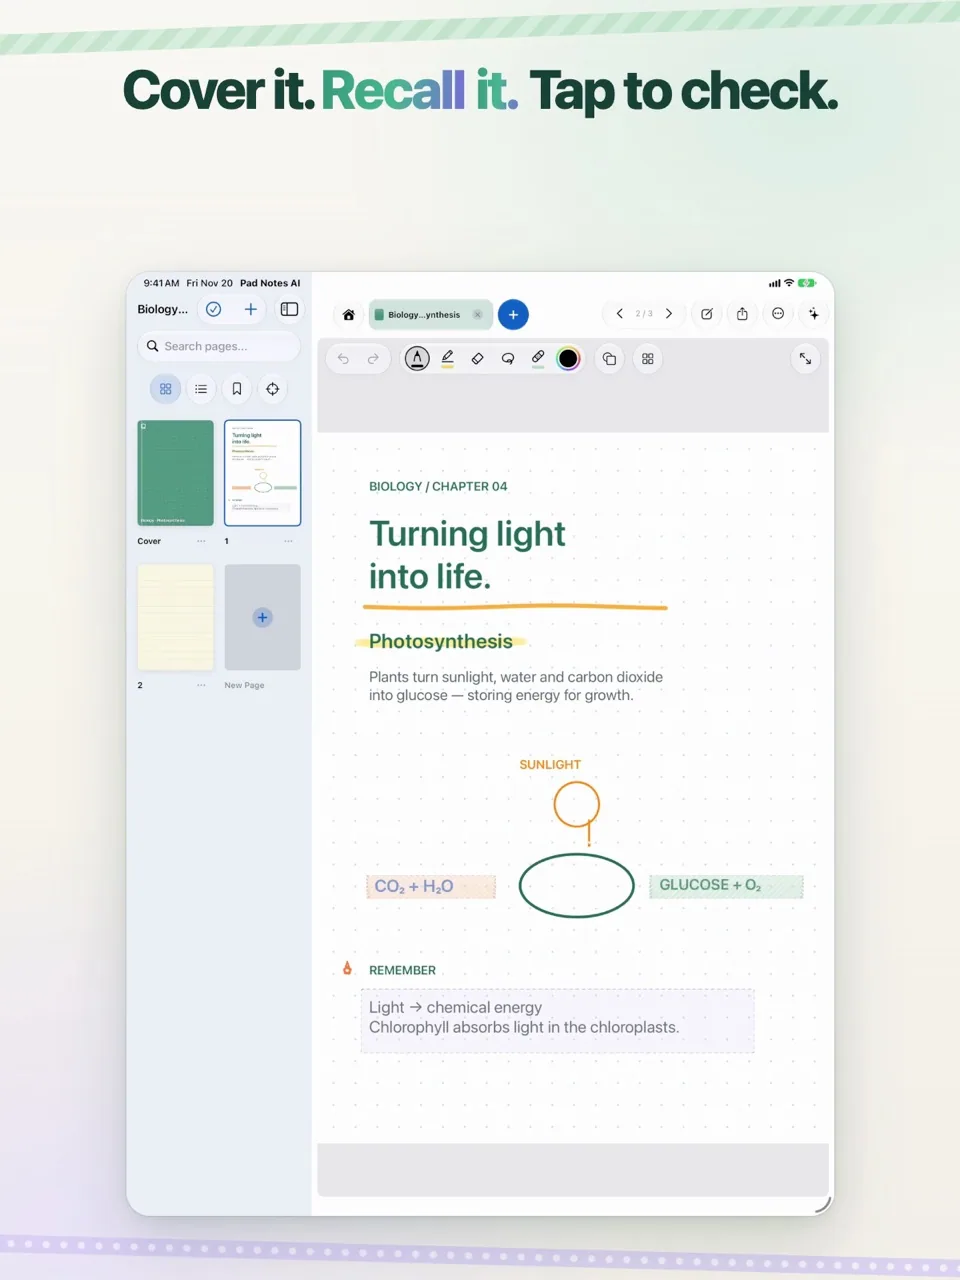 Cover it. Recall it. Tap to check.
9:41 AM Fri Nov 20 Pad Notes AI
Biology...
Biology...ynthesis
2 / 3
Search pages...
Cover
1
2
New Page
BIOLOGY / CHAPTER 04
Turning light
into life.
Photosynthesis
Plants turn sunlight, water and carbon dioxide
into glucose — storing energy for growth.
SUNLIGHT
CO₂ + H₂O
GLUCOSE + O₂
REMEMBER
Light → chemical energy
Chlorophyll absorbs light in the chloroplasts.